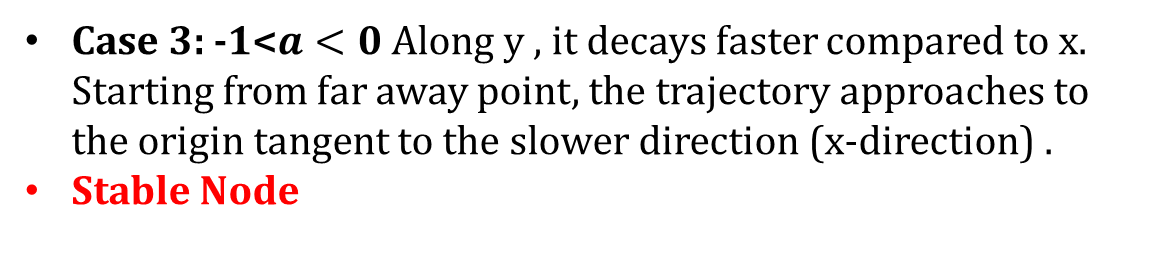 • Case 3: -1<a < 0 Along y , it decays faster compared to x.
Starting from far away point, the trajectory approaches to
the origin tangent to the slower direction (x-direction) .
• Stable Node